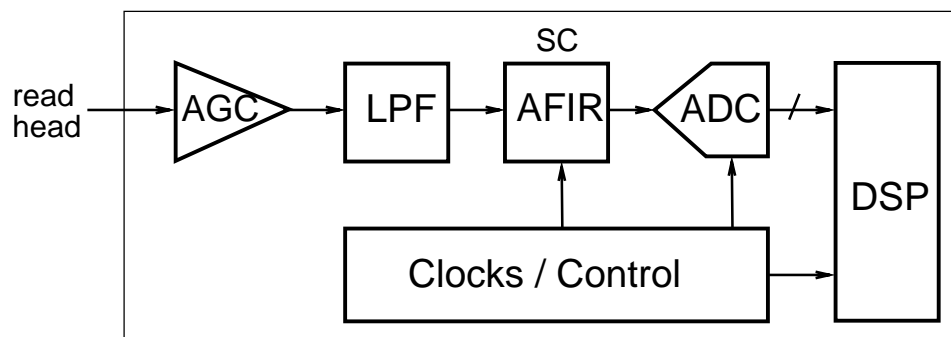 SC
read
head
AGC
LPF
AFIR
ADC
DSP
Clocks / Control